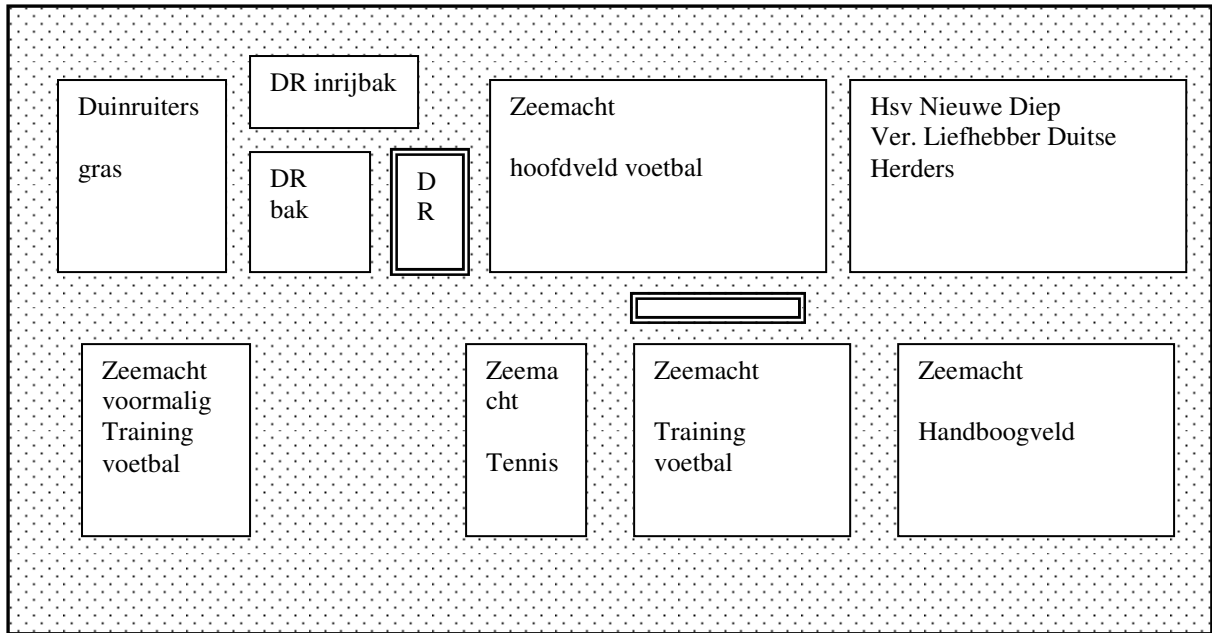 Duinruiters
gras
DR inrijbak
DR
bak
D
R
Zeemacht
hoofdveld voetbal
Hsv Nieuwe Diep
Ver. Liefhebber Duitse
Herders
Zeemacht
voormalig
Training
voetbal
Zeema
cht
Tennis
Zeemacht
Training
voetbal
Zeemacht
Handboogveld